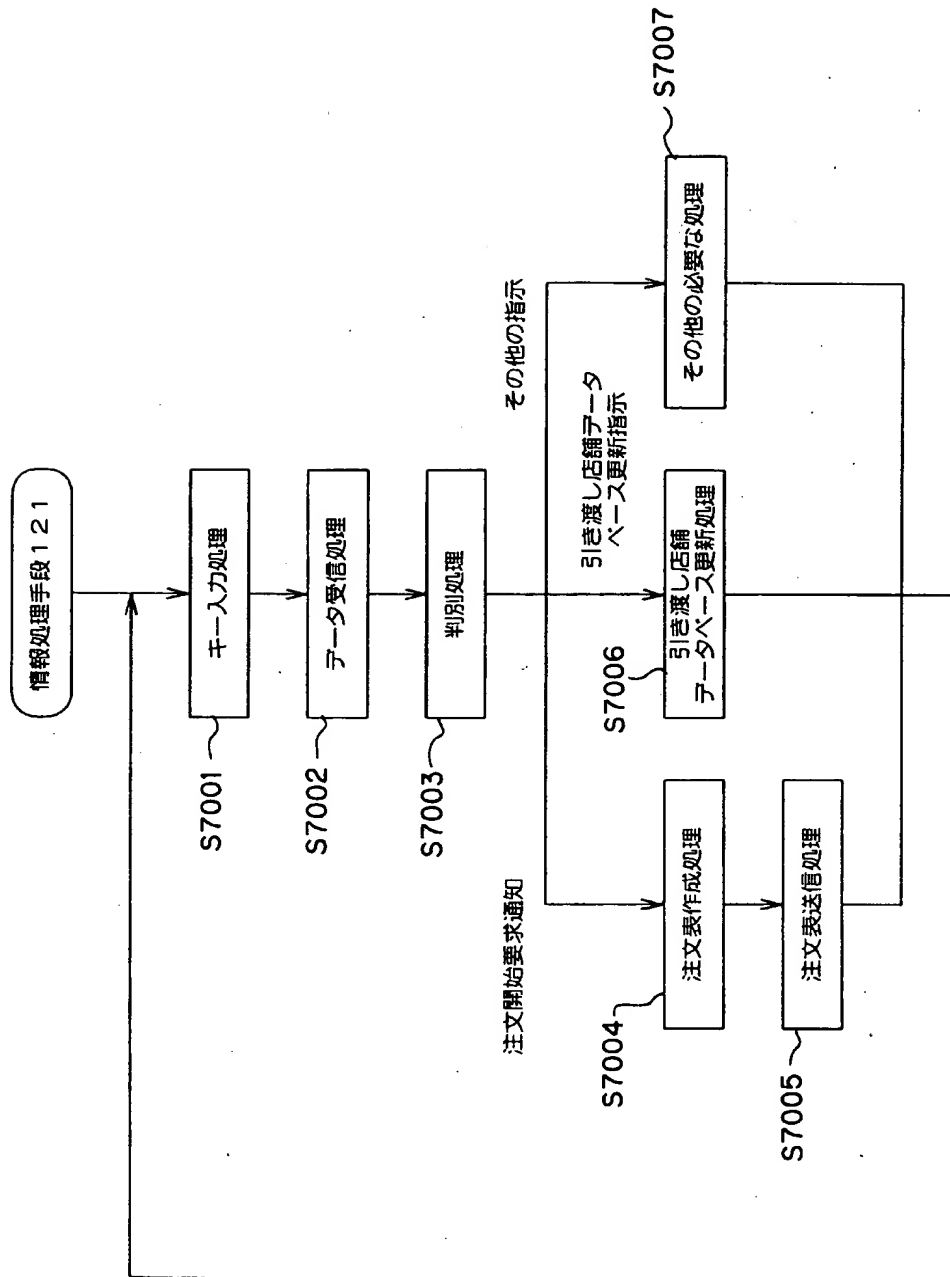 情報処理手段121
キー入力処理
S7001
データ受信処理
S7002
判別処理
S7003
注文開始要求通知
引き渡し店舗データ
ベース更新指示
その他の指示
注文表作成処理
S7004
注文表送信処理
S7005
引き渡し店舗
データベース更新処理
S7006
その他の必要な処理
S7007